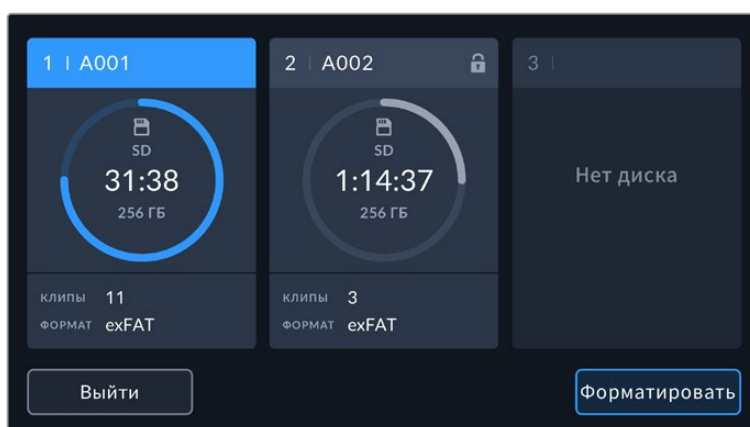 1 | A001
SD
31:38
256 ГБ
КЛИПЫ 11
ФОРМАТ exFAT
2 | A002
SD
1:14:37
256 ГБ
КЛИПЫ 3
ФОРМАТ exFAT
3 |
Нет диска
Выйти
Форматировать